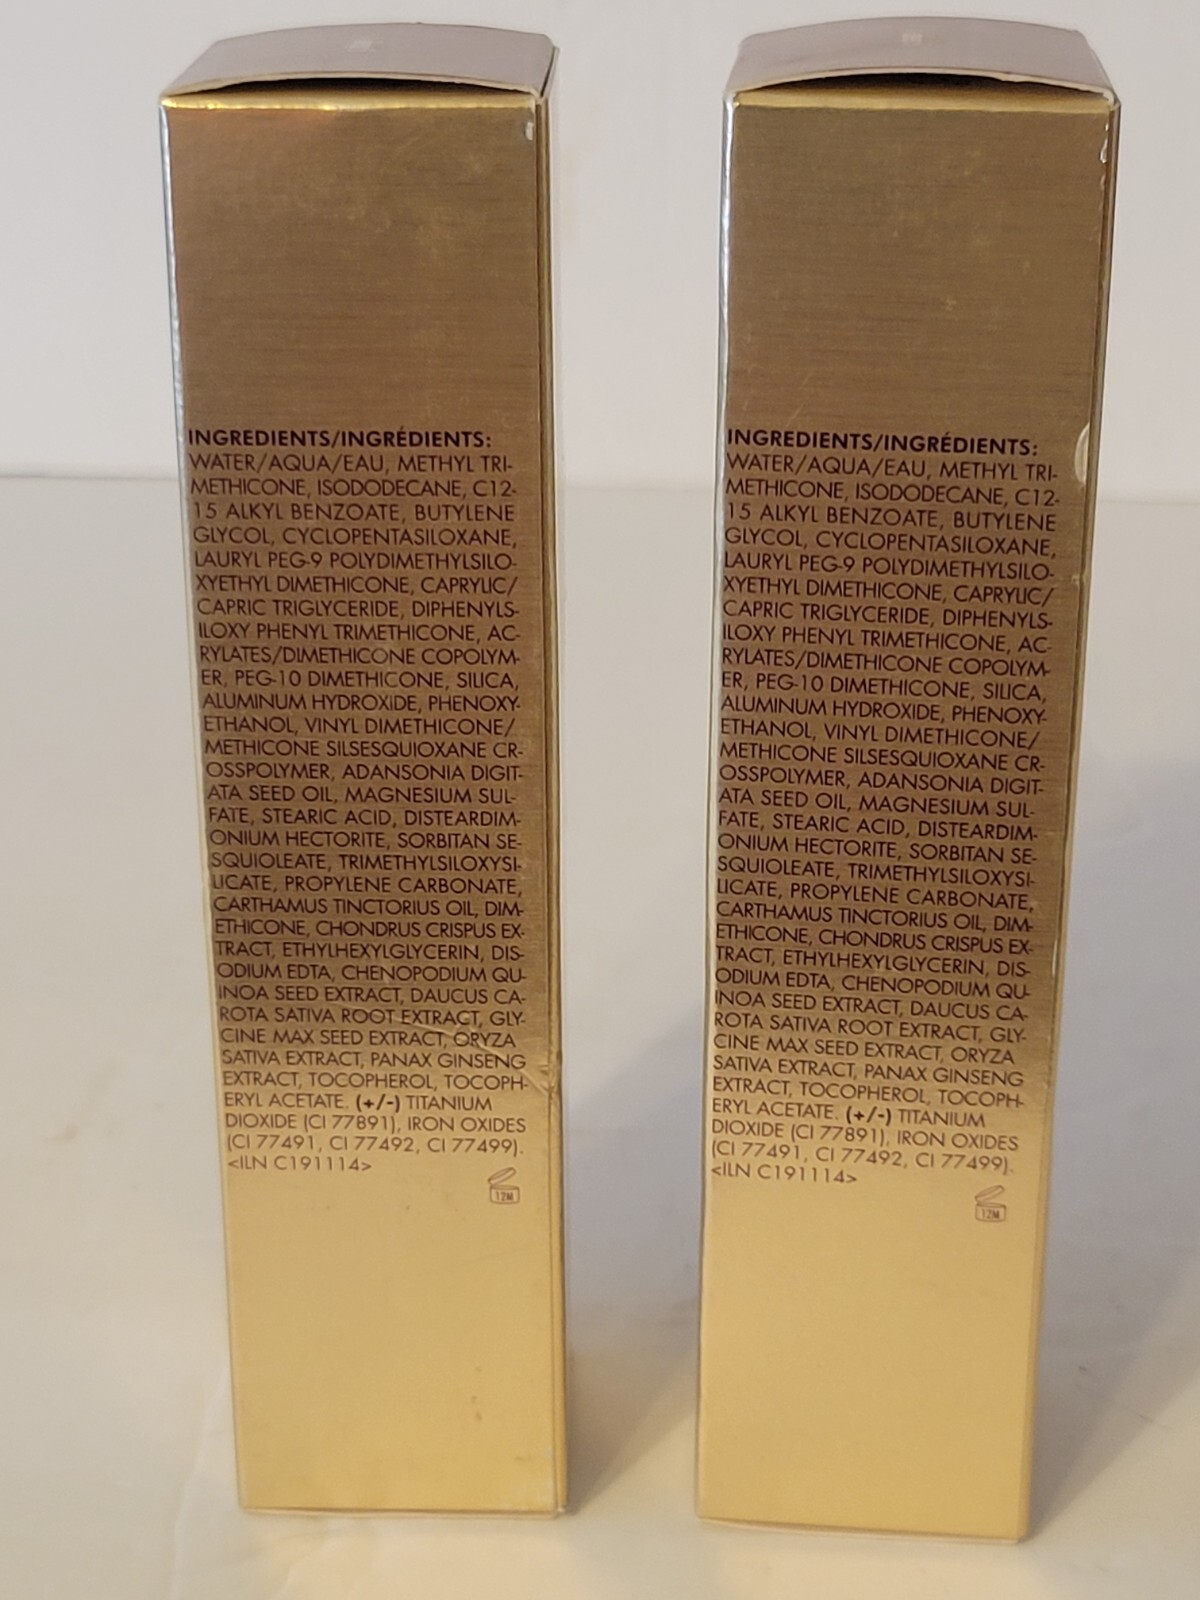 INGREDIENTS/INGRÉDIENTS:
WATER/AQUA/EAU, METHYL TRI-
METHICONE, ISODODECANE, C12-
15 ALKYL BENZOATE, BUTYLENE
GLYCOL, CYCLOPENTASILOXANE,
LAURYL PEG-9 POLYDIMETHYLSILO-
XYETHYL DIMETHICONE, CAPRYLIC/
CAPRIC TRIGLYCERIDE, DIPHENYLS-
ILOXY PHENYL TRIMETHICONE, AC-
RYLATES/DIMETHICONE COPOLYM-
ER, PEG-10 DIMETHICONE, SILICA,
ALUMINUM HYDROXIDE, PHENOXY-
ETHANOL, VINYL DIMETHICONE/
METHICONE SILSESQUIOXANE CR-
OSSPOLYMER, ADANSONIA DIGIT-
ATA SEED OIL, MAGNESIUM SUL-
FATE, STEARIC ACID, DISTEARDIM-
ONIUM HECTORITE, SORBITAN SE-
SQUIOLEATE, TRIMETHYLSILOXYSI-
LICATE, PROPYLENE CARBONATE,
CARTHAMUS TINCTORIUS OIL, DIM-
ETHICONE, CHONDRUS CRISPUS EX-
TRACT, ETHYLHEXYLGLYCERIN, DIS-
ODIUM EDTA, CHENOPODIUM QU-
INOA SEED EXTRACT, DAUCUS CA-
ROTA SATIVA ROOT EXTRACT, GLY-
CINE MAX SEED EXTRACT, ORYZA
SATIVA EXTRACT, PANAX GINSENG
EXTRACT, TOCOPHEROL, TOCOPH-
ERYL ACETATE. (+/-) TITANIUM
DIOXIDE (CI 77891), IRON OXIDES
(CI 77491, CI 77492, CI 77499).
<ILN C191114>
12M
INGREDIENTS/INGRÉDIENTS:
WATER/AQUA/EAU, METHYL TRI-
METHICONE, ISODODECANE, C12-
15 ALKYL BENZOATE, BUTYLENE
GLYCOL, CYCLOPENTASILOXANE,
LAURYL PEG-9 POLYDIMETHYLSILO-
XYETHYL DIMETHICONE, CAPRYLIC/
CAPRIC TRIGLYCERIDE, DIPHENYLS-
ILOXY PHENYL TRIMETHICONE, AC-
RYLATES/DIMETHICONE COPOLYM-
ER, PEG-10 DIMETHICONE, SILICA,
ALUMINUM HYDROXIDE, PHENOXY-
ETHANOL, VINYL DIMETHICONE/
METHICONE SILSESQUIOXANE CR-
OSSPOLYMER, ADANSONIA DIGIT-
ATA SEED OIL, MAGNESIUM SUL-
FATE, STEARIC ACID, DISTEARDIM-
ONIUM HECTORITE, SORBITAN SE-
SQUIOLEATE, TRIMETHYLSILOXYSI-
LICATE, PROPYLENE CARBONATE,
CARTHAMUS TINCTORIUS OIL, DIM-
ETHICONE, CHONDRUS CRISPUS EX-
TRACT, ETHYLHEXYLGLYCERIN, DIS-
ODIUM EDTA, CHENOPODIUM QU-
INOA SEED EXTRACT, DAUCUS CA-
ROTA SATIVA ROOT EXTRACT, GLY-
CINE MAX SEED EXTRACT, ORYZA
SATIVA EXTRACT, PANAX GINSENG
EXTRACT, TOCOPHEROL, TOCOPH-
ERYL ACETATE. (+/-) TITANIUM
DIOXIDE (CI 77891), IRON OXIDES
(CI 77491, CI 77492, CI 77499).
<ILN C191114>
12M